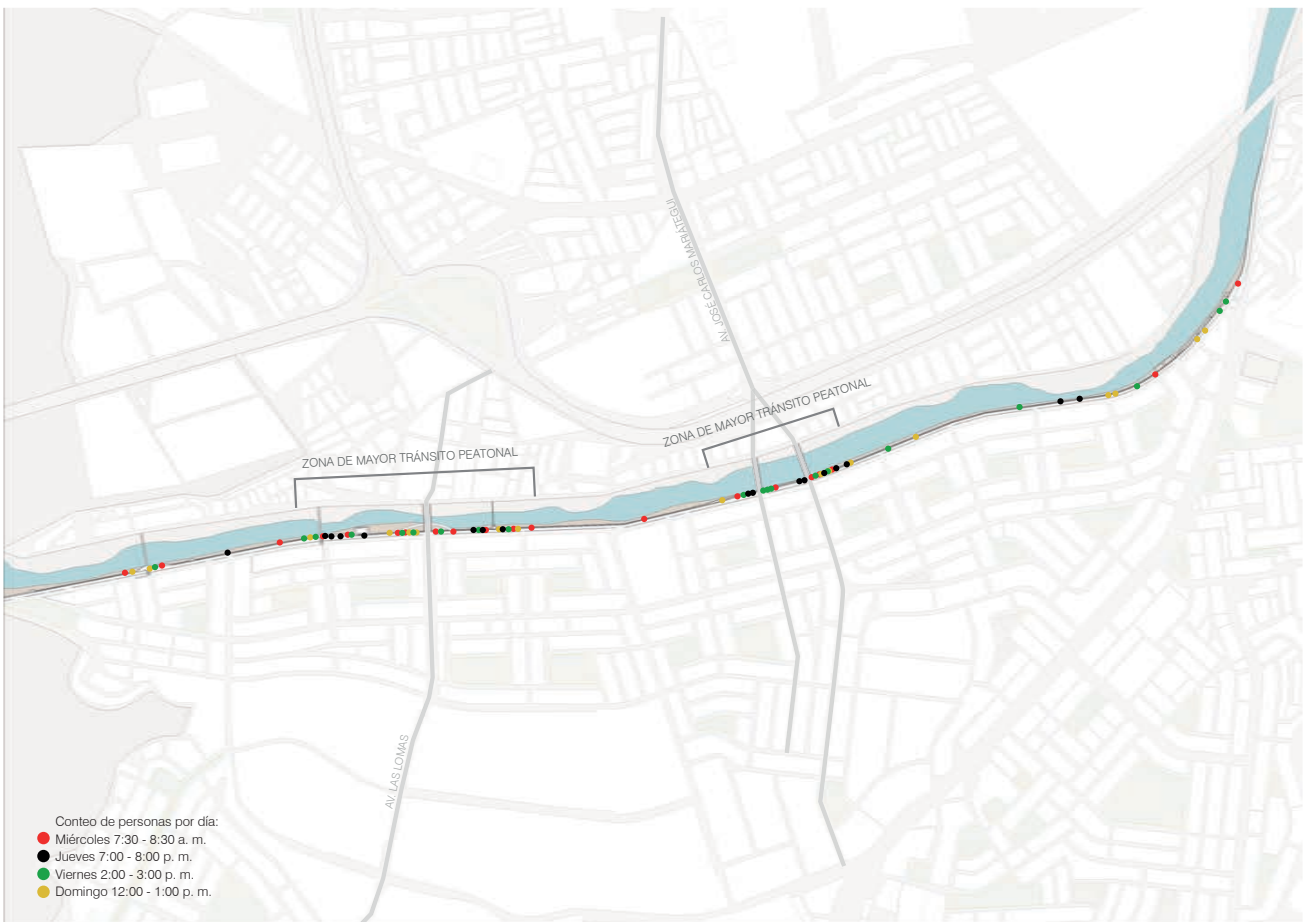 AV. JOSÉ CARLOS MARIÁTEGUI
ZONA DE MAYOR TRÁNSITO PEATONAL
ZONA DE MAYOR TRÁNSITO PEATONAL
AV. LAS LOMAS
Conteo de personas por día:
Miércoles 7:30 - 8:30 a. m.
Jueves 7:00 - 8:00 p. m.
Viernes 2:00 - 3:00 p. m.
Domingo 12:00 - 1:00 p. m.